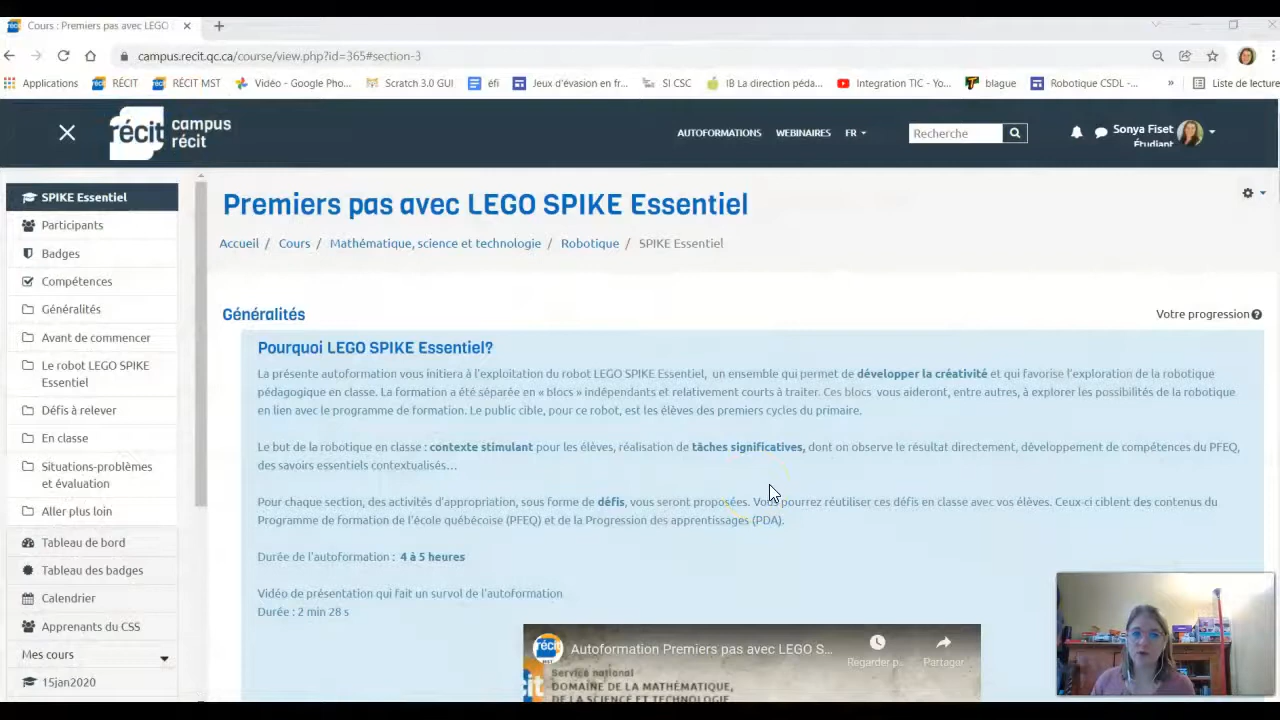 Cours : Premiers pas avec LEGO
campus.recit.qc.ca/course/view.php?id=365#section-3
Applications
RÉCIT
RÉCIT MST
Vidéo - Google Pho...
Scratch 3.0 GUI
éfi
Jeux d'évasion en fr...
SI CSC
IB La direction péda...
Integration TIC - Yo...
blague
Robotique CSDL -...
»
Liste de lecture
récit campus récit
AUTOFORMATIONS
WEBINAIRES
FR
Recherche
Sonya Fiset
Étudiant
SPIKE Essentiel
Participants
Badges
Compétences
Généralités
Avant de commencer
Le robot LEGO SPIKE
Essentiel
Défis à relever
En classe
Situations-problèmes
et évaluation
Aller plus loin
Tableau de bord
Tableau des badges
Calendrier
Apprenants du CSS
Mes cours
15jan2020
Premiers pas avec LEGO SPIKE Essentiel
Accueil / Cours / Mathématique, science et technologie / Robotique / SPIKE Essentiel
Généralités
Votre progression
Pourquoi LEGO SPIKE Essentiel?
La présente autoformation vous initiera à l'exploitation du robot LEGO SPIKE Essentiel, un ensemble qui permet de développer la créativité et qui favorise l'exploration de la robotique
pédagogique en classe. La formation a été séparée en « blocs » indépendants et relativement courts à traiter. Ces blocs vous aideront, entre autres, à explorer les possibilités de la robotique
en lien avec le programme de formation. Le public cible, pour ce robot, est les élèves des premiers cycles du primaire.
Le but de la robotique en classe : contexte stimulant pour les élèves, réalisation de tâches significatives, dont on observe le résultat directement, développement de compétences du PFEQ,
des savoirs essentiels contextualisés…
Pour chaque section, des activités d'appropriation, sous forme de défis, vous seront proposées. Vous pourrez réutiliser ces défis en classe avec vos élèves. Ceux-ci ciblent des contenus du
Programme de formation de l'école québécoise (PFEQ) et de la Progression des apprentissages (PDA).
Durée de l'autoformation : 4 à 5 heures
Vidéo de présentation qui fait un survol de l'autoformation
Durée : 2 min 28 s
récit
Autoformation Premiers pas avec LEGO S...
Regarder p...
Partager
Service national
DOMAINE DE LA MATHÉMATIQUE,
DE LA SCIENCE ET TECHNOLOGIE